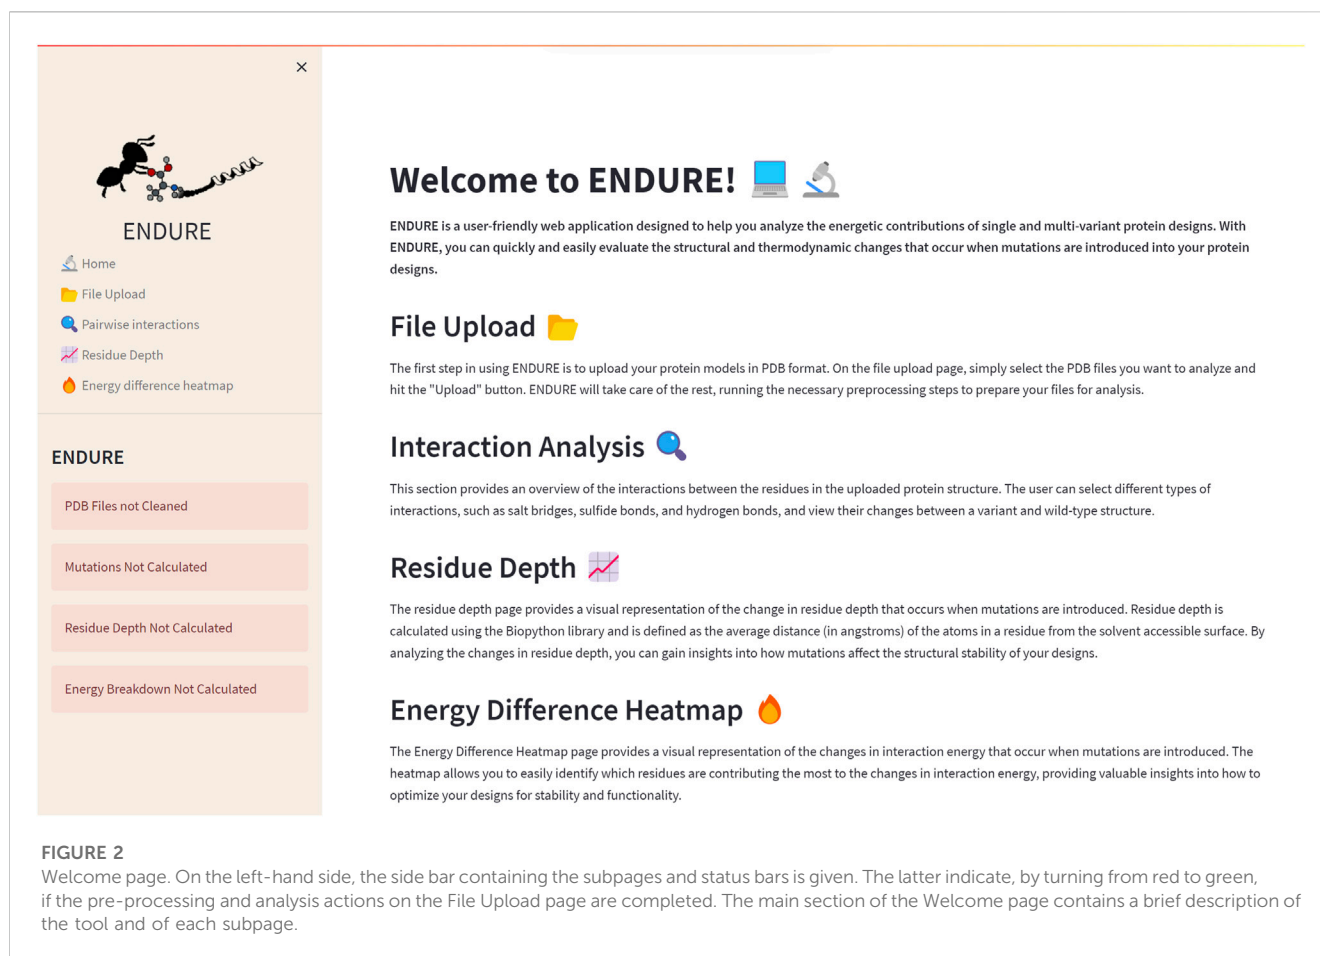 ENDURE
Home
File Upload
Pairwise interactions
Residue Depth
Energy difference heatmap
ENDURE
PDB Files not Cleaned
Mutations Not Calculated
Residue Depth Not Calculated
Energy Breakdown Not Calculated
Welcome to ENDURE!
ENDURE is a user-friendly web application designed to help you analyze the energetic contributions of single and multi-variant protein designs. With
ENDURE, you can quickly and easily evaluate the structural and thermodynamic changes that occur when mutations are introduced into your protein
designs.
File Upload
The first step in using ENDURE is to upload your protein models in PDB format. On the file upload page, simply select the PDB files you want to analyze and
hit the "Upload" button. ENDURE will take care of the rest, running the necessary preprocessing steps to prepare your files for analysis.
Interaction Analysis
This section provides an overview of the interactions between the residues in the uploaded protein structure. The user can select different types of
interactions, such as salt bridges, sulfide bonds, and hydrogen bonds, and view their changes between a variant and wild-type structure.
Residue Depth
The residue depth page provides a visual representation of the change in residue depth that occurs when mutations are introduced. Residue depth is
calculated using the Biopython library and is defined as the average distance (in angstroms) of the atoms in a residue from the solvent accessible surface. By
analyzing the changes in residue depth, you can gain insights into how mutations affect the structural stability of your designs.
Energy Difference Heatmap
The Energy Difference Heatmap page provides a visual representation of the changes in interaction energy that occur when mutations are introduced. The
heatmap allows you to easily identify which residues are contributing the most to the changes in interaction energy, providing valuable insights into how to
optimize your designs for stability and functionality.
FIGURE 2
Welcome page. On the left-hand side, the side bar containing the subpages and status bars is given. The latter indicate, by turning from red to green,
if the pre-processing and analysis actions on the File Upload page are completed. The main section of the Welcome page contains a brief description of
the tool and of each subpage.